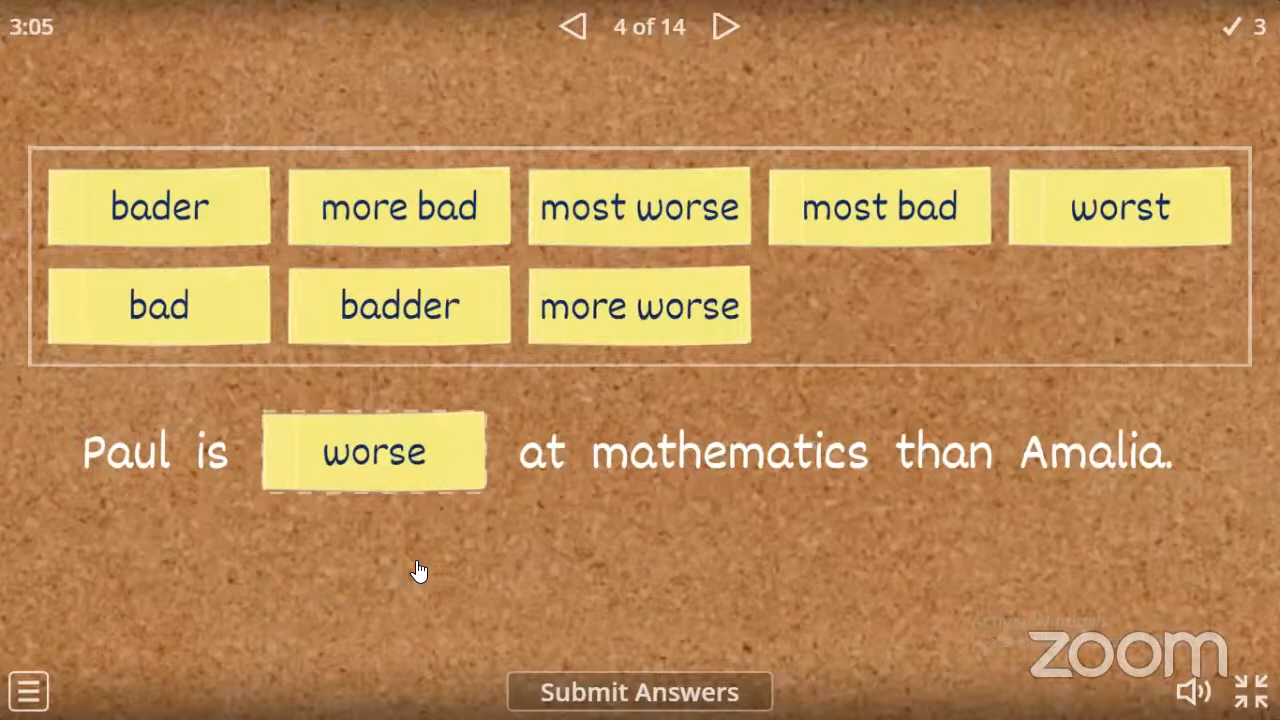 3:05
4 of 14
✓ 3
bader more bad most worse most bad worst
bad badder more worse
Paul is worse at mathematics than Amalia.
zoom
Submit Answers